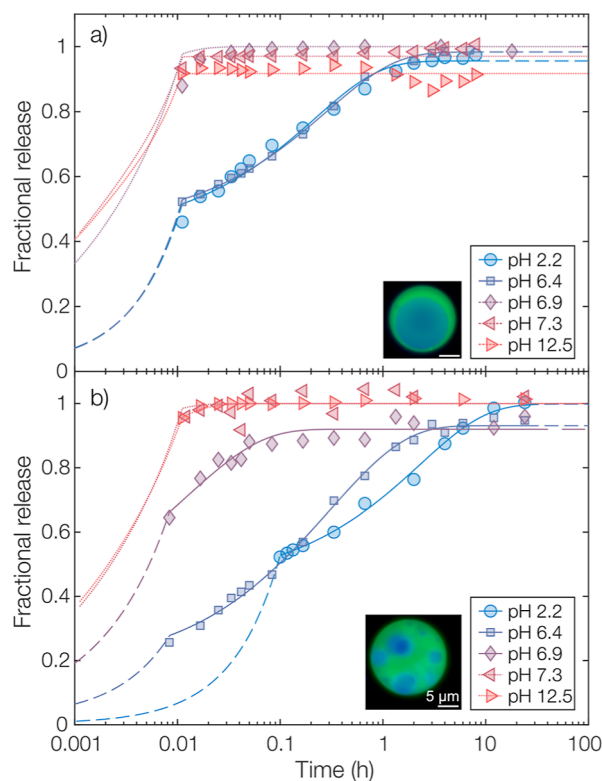 a)
1
0.8
0.6
0.4
0.2
0
Fractional release
pH 2.2
pH 6.4
pH 6.9
pH 7.3
pH 12.5
b)
1
0.8
0.6
0.4
0.2
0
Fractional release
pH 2.2
pH 6.4
pH 6.9
pH 7.3
pH 12.5
5 µm
0.001 0.01 0.1 1 10 100
Time (h)